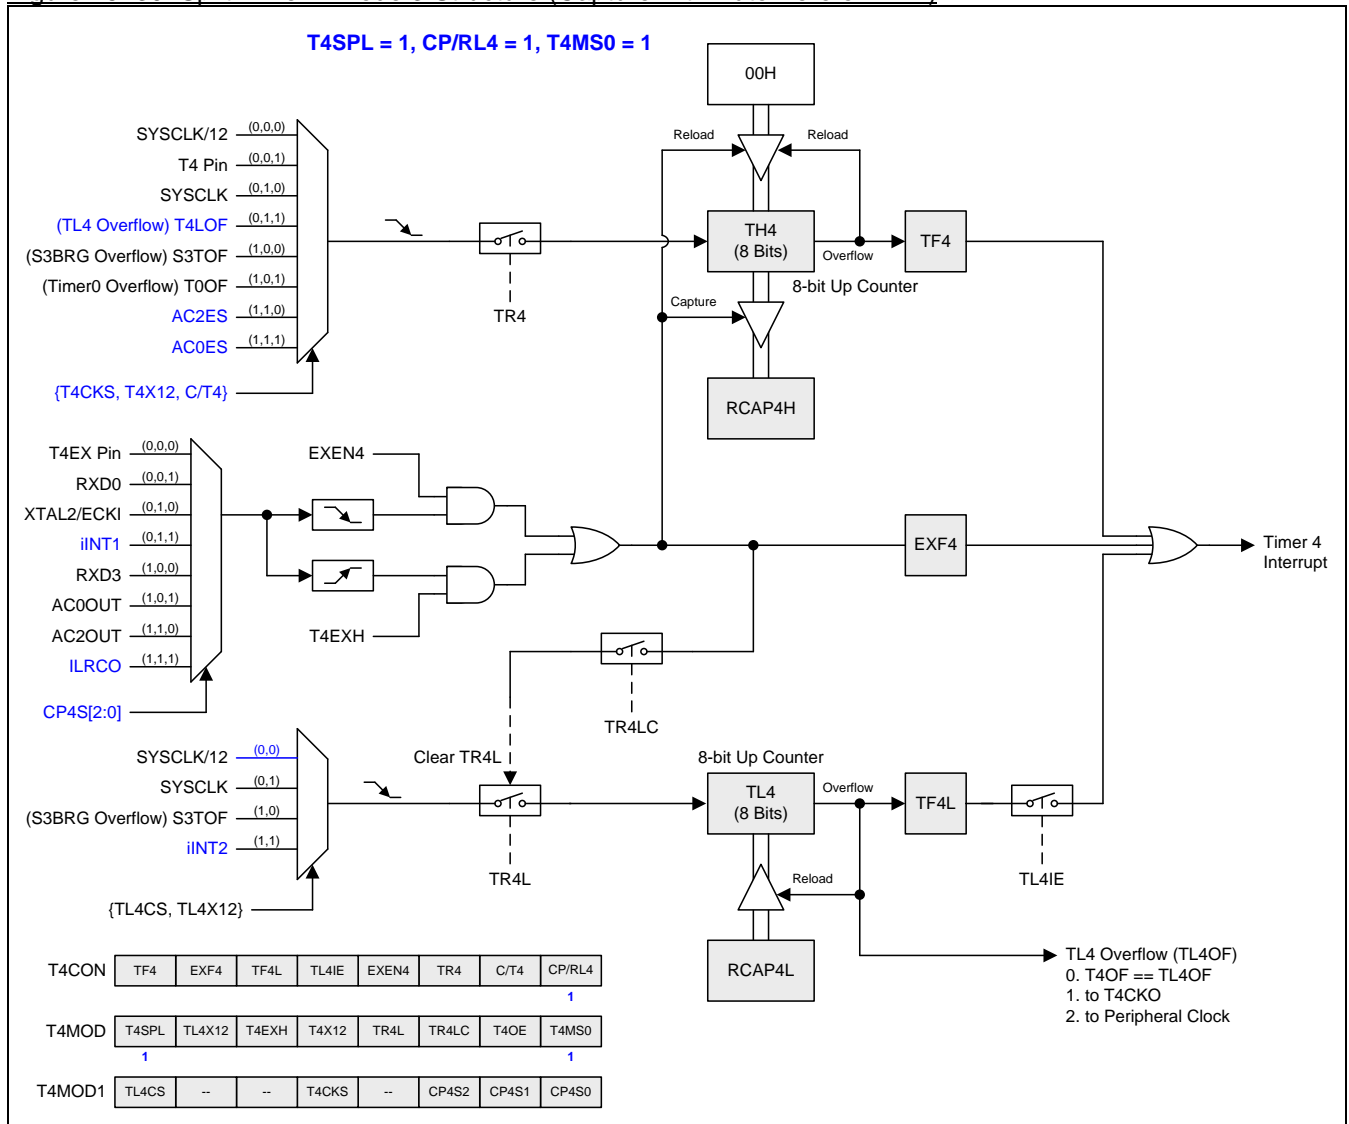 T4SPL = 1, CP/RL4 = 1, T4MS0 = 1
00H
Reload
Reload
SYSCLK/12 (0,0,0)
T4 Pin (0,0,1)
SYSCLK (0,1,0)
(TL4 Overflow) T4LOF (0,1,1)
(S3BRG Overflow) S3TOF (1,0,0)
(Timer0 Overflow) T0OF (1,0,1)
AC2ES (1,1,0)
AC0ES (1,1,1)
{T4CKS, T4X12, C/T4}
TR4
TH4
(8 Bits)
Overflow
TF4
8-bit Up Counter
Capture
RCAP4H
T4EX Pin (0,0,0)
RXD0 (0,0,1)
XTAL2/ECKI (0,1,0)
iINT1 (0,1,1)
RXD3 (1,0,0)
AC0OUT (1,0,1)
AC2OUT (1,1,0)
ILRCO (1,1,1)
CP4S[2:0]
EXEN4
T4EXH
EXF4
Timer 4
Interrupt
TR4LC
Clear TR4L
SYSCLK/12 (0,0)
SYSCLK (0,1)
(S3BRG Overflow) S3TOF (1,0)
iINT2 (1,1)
{TL4CS, TL4X12}
TR4L
8-bit Up Counter
TL4
(8 Bits)
Overflow
TF4L
TL4IE
Reload
RCAP4L
TL4 Overflow (TL4OF)
0. T4OF == TL4OF
1. to T4CKO
2. to Peripheral Clock
T4CON TF4 EXF4 TF4L TL4IE EXEN4 TR4 C/T4 CP/RL4
1
T4MOD T4SPL TL4X12 T4EXH T4X12 TR4L TR4LC T4OE T4MS0
1 1
T4MOD1 TL4CS -- -- T4CKS -- CP4S2 CP4S1 CP4S0